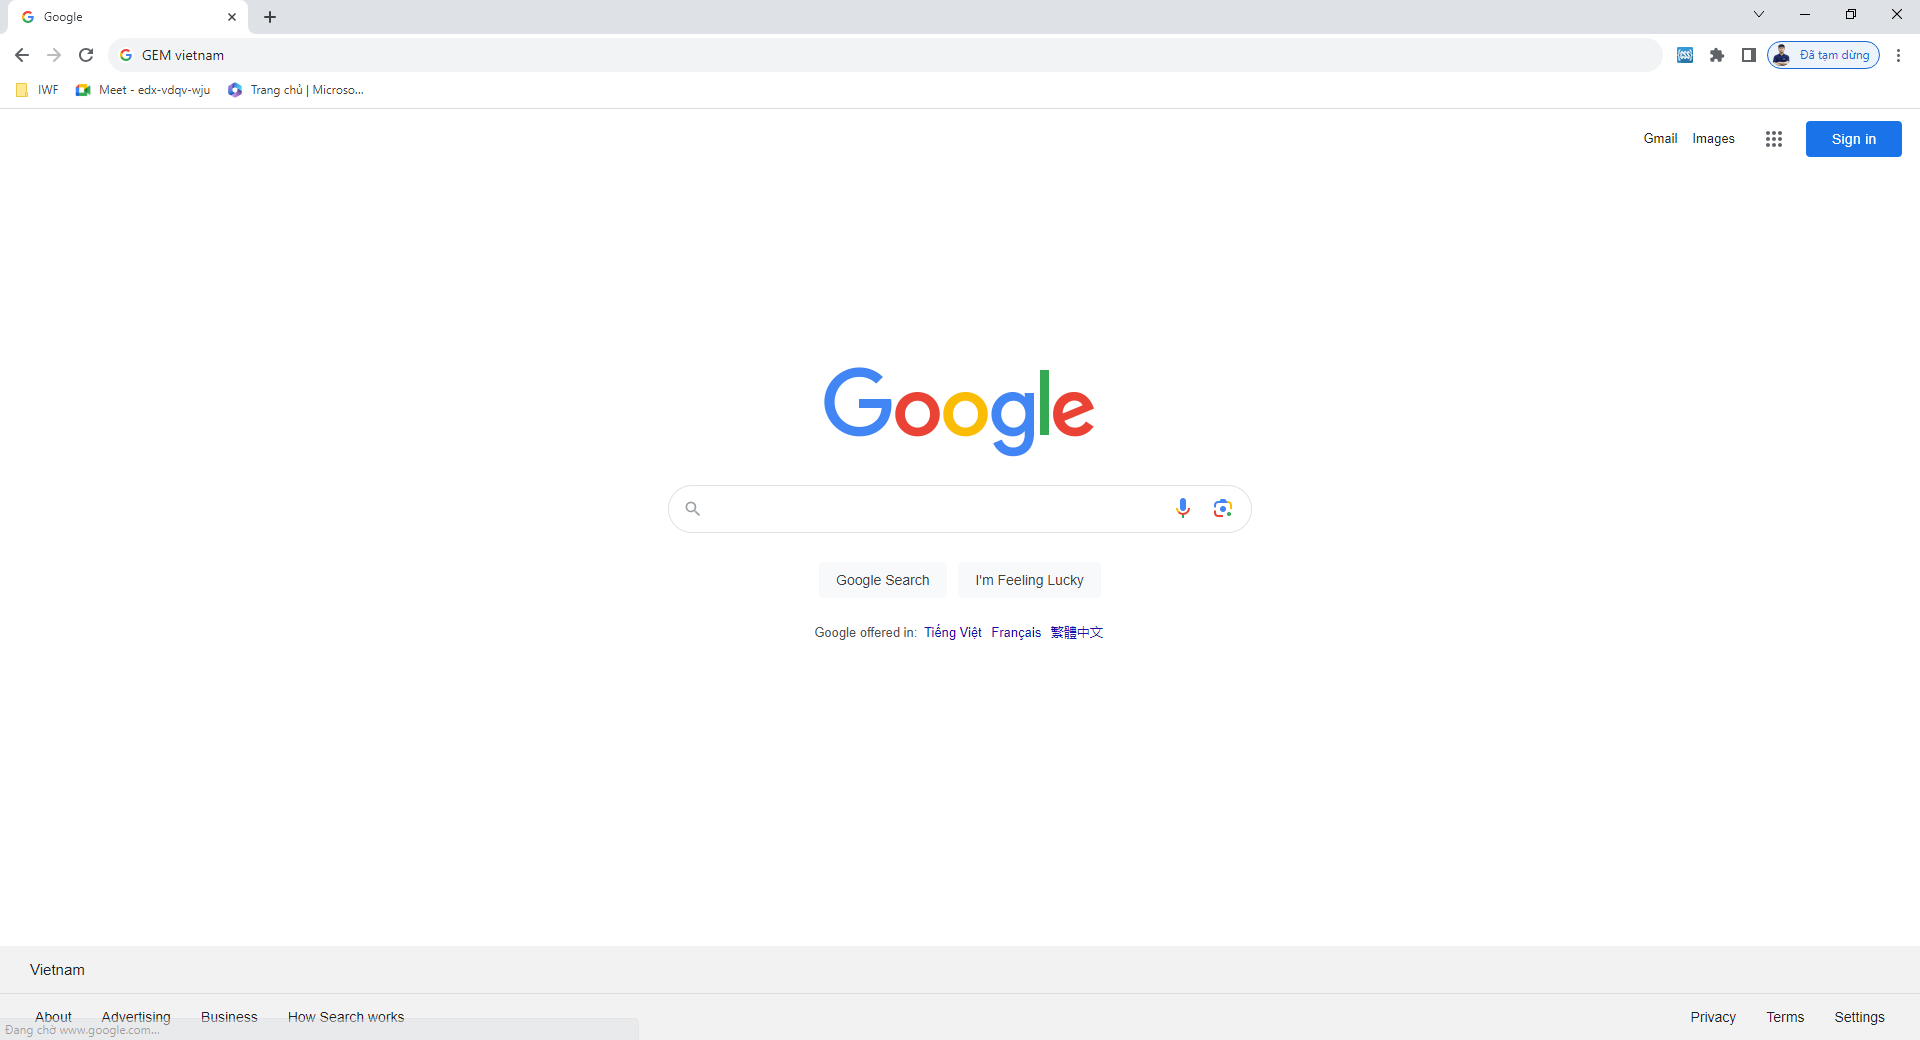 Google
GEM vietnam
Đã tạm dừng
IWF
Meet - edx-vdqv-wju
Trang chủ | Microso...
Gmail
Images
Sign in
Google
Google Search
I'm Feeling Lucky
Google offered in: Tiếng Việt Français 繁體中文
Vietnam
About
Advertising
Business
How Search works
Privacy
Terms
Settings
Đang chờ www.google.com...